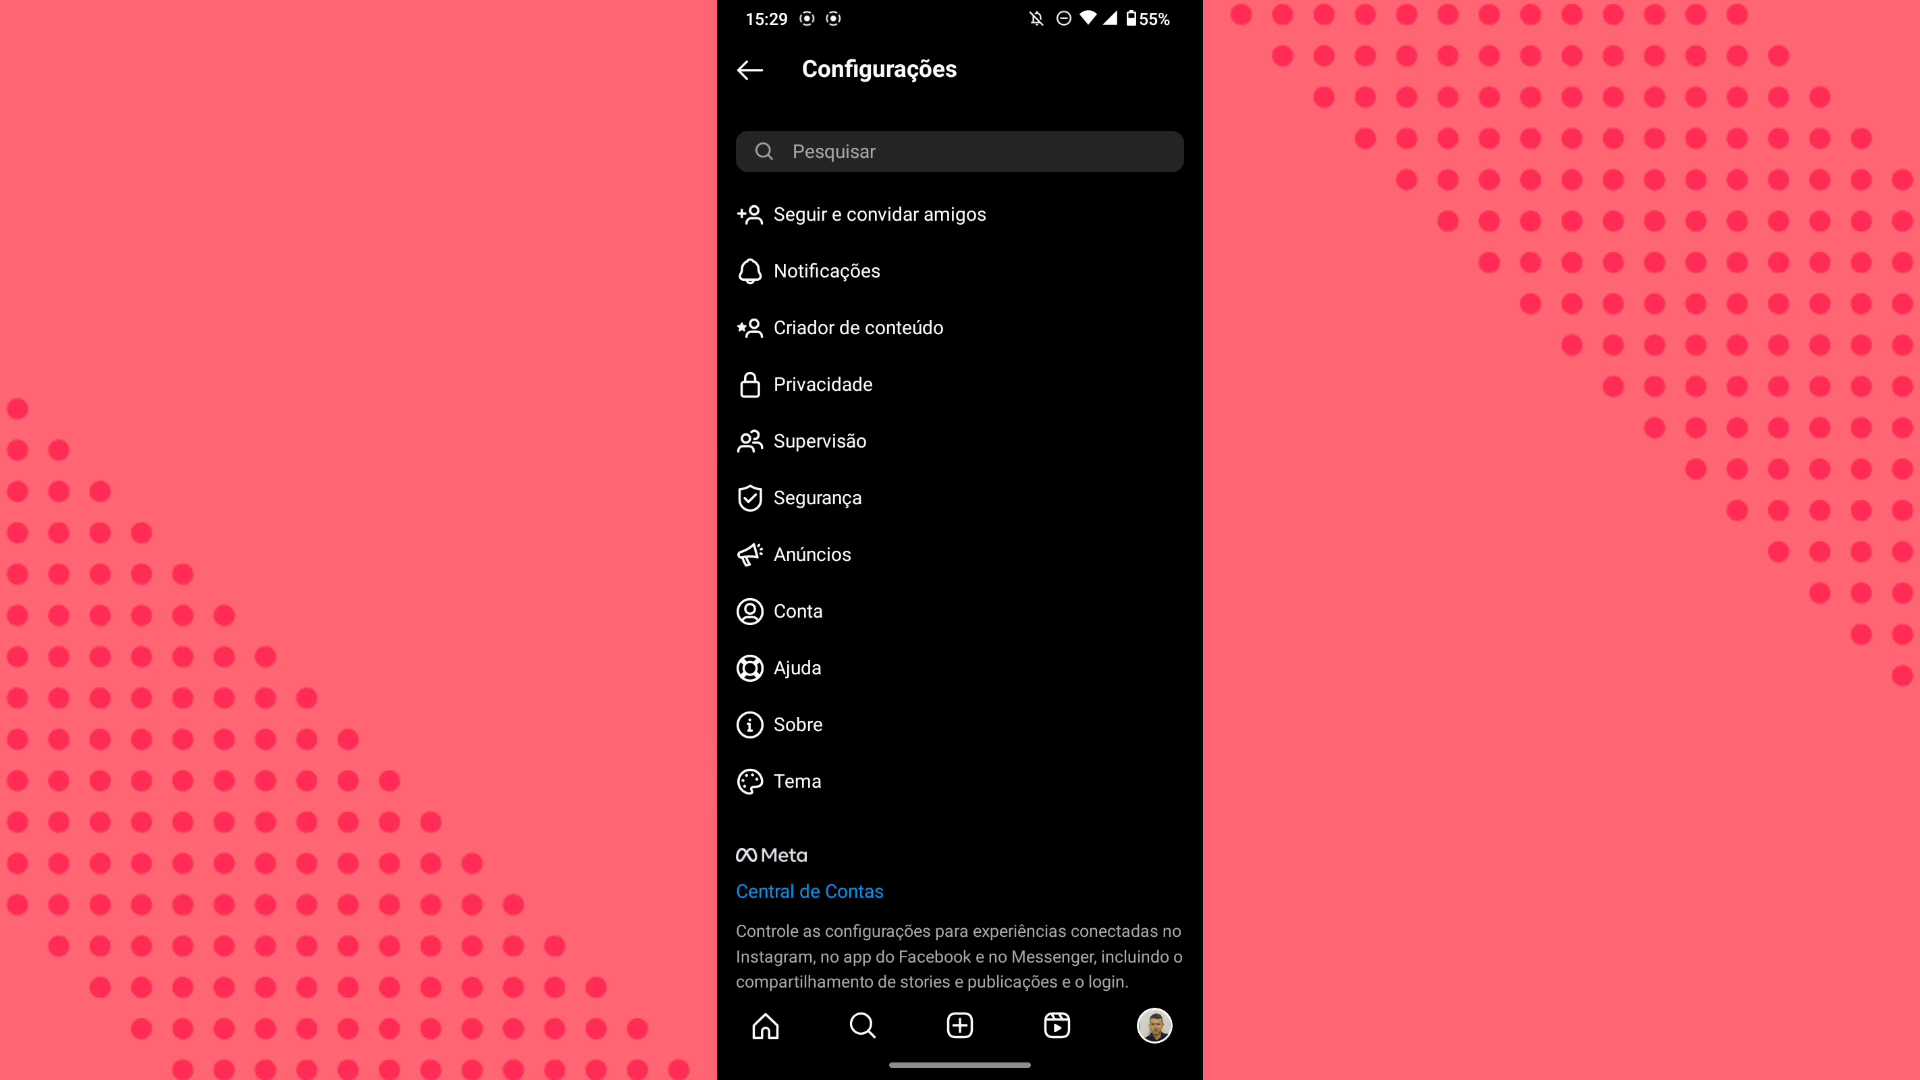 15:29
55%
Configurações
Pesquisar
Seguir e convidar amigos
Notificações
Criador de conteúdo
Privacidade
Supervisão
Segurança
Anúncios
Conta
Ajuda
Sobre
Tema
Meta
Central de Contas
Controle as configurações para experiências conectadas no
Instagram, no app do Facebook e no Messenger, incluindo o
compartilhamento de stories e publicações e o login.